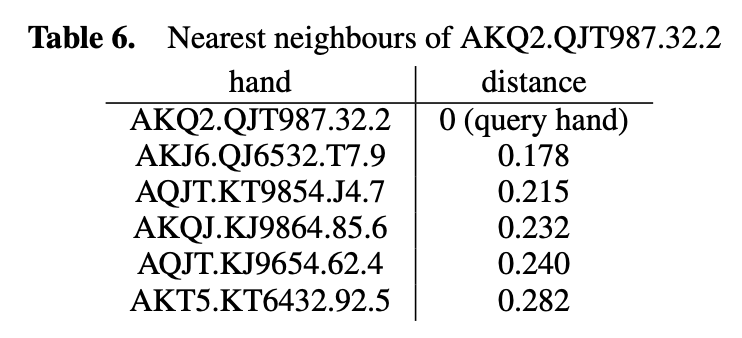 Table 6. Nearest neighbours of AKQ2.QJT987.32.2
hand distance
AKQ2.QJT987.32.2 0 (query hand)
AKJ6.QJ6532.T7.9 0.178
AQJT.KT9854.J4.7 0.215
AKQJ.KJ9864.85.6 0.232
AQJT.KJ9654.62.4 0.240
AKT5.KT6432.92.5 0.282